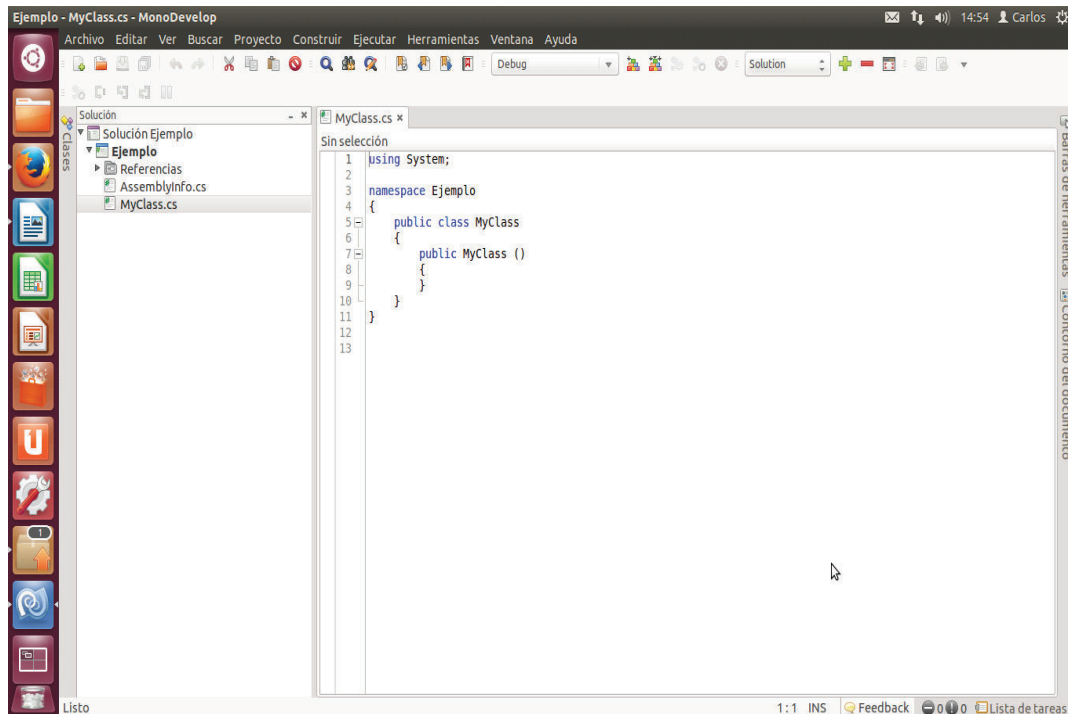 Ejemplo - MyClass.cs - MonoDevelop
14:54 Carlos
Archivo Editar Ver Buscar Proyecto Construir Ejecutar Herramientas Ventana Ayuda
Debug
Solution
Solución
MyClass.cs
Clases
Solución Ejemplo
Ejemplo
Referencias
AssemblyInfo.cs
MyClass.cs
Sin selección
1 using System;
2
3 namespace Ejemplo
4 {
5 public class MyClass
6 {
7 public MyClass ()
8 {
9 }
10 }
11 }
12
13
Barras de herramientas
Contorno del documento
1
Listo
1:1 INS Feedback 0 0 Lista de tareas